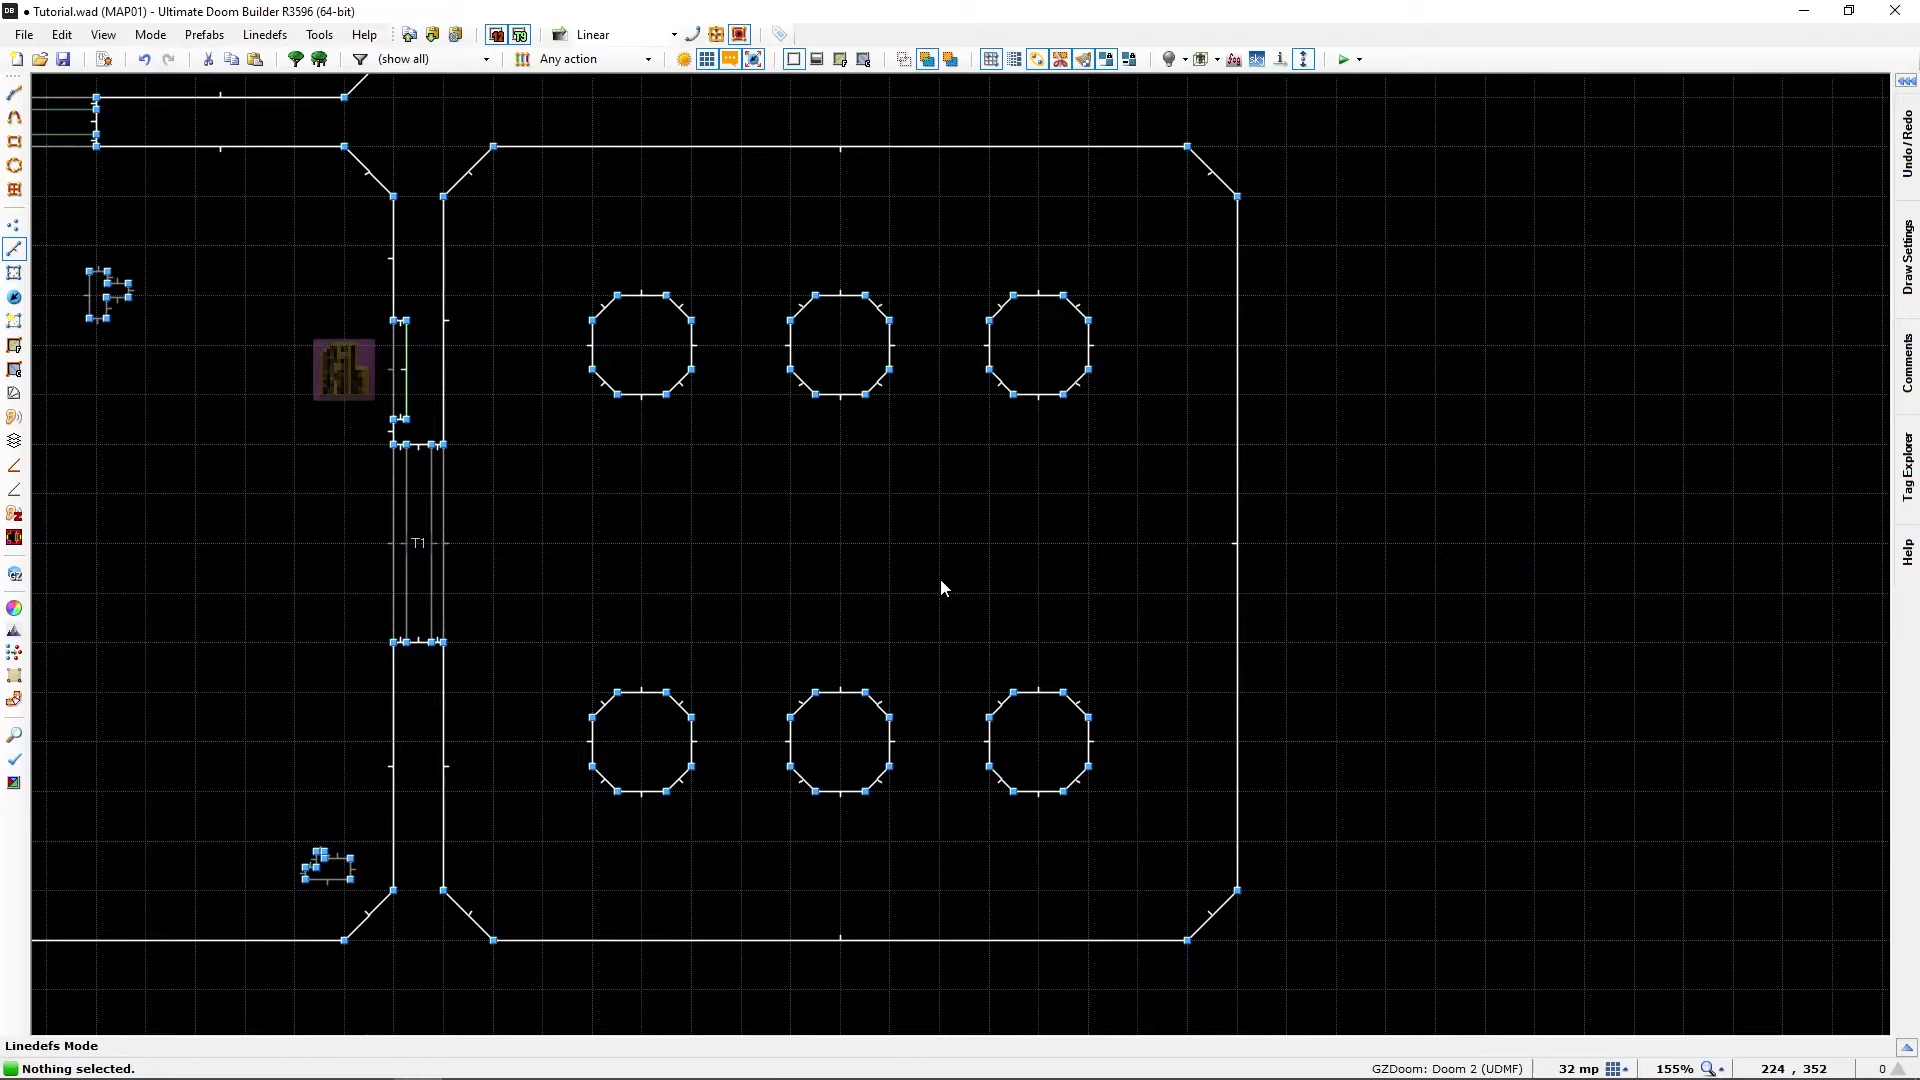 ● Tutorial.wad (MAP01) - Ultimate Doom Builder R3596 (64-bit)
File Edit View Mode Prefabs Linedefs Tools Help Linear
(show all) Any action
Undo / Redo
Draw Settings
Comments
Tag Explorer
Help
T1
Linedefs Mode
Nothing selected. GZDoom: Doom 2 (UDMF) 32 mp 155% 224 , 352 0